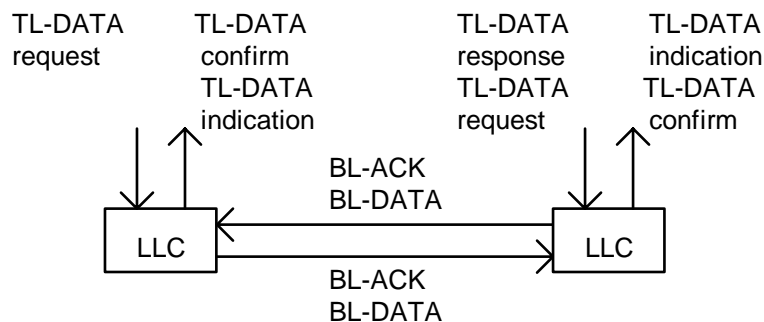 TL-DATA
request
TL-DATA
confirm
TL-DATA
indication
TL-DATA
response
TL-DATA
request
TL-DATA
indication
TL-DATA
confirm
BL-ACK
BL-DATA
LLC
LLC
BL-ACK
BL-DATA